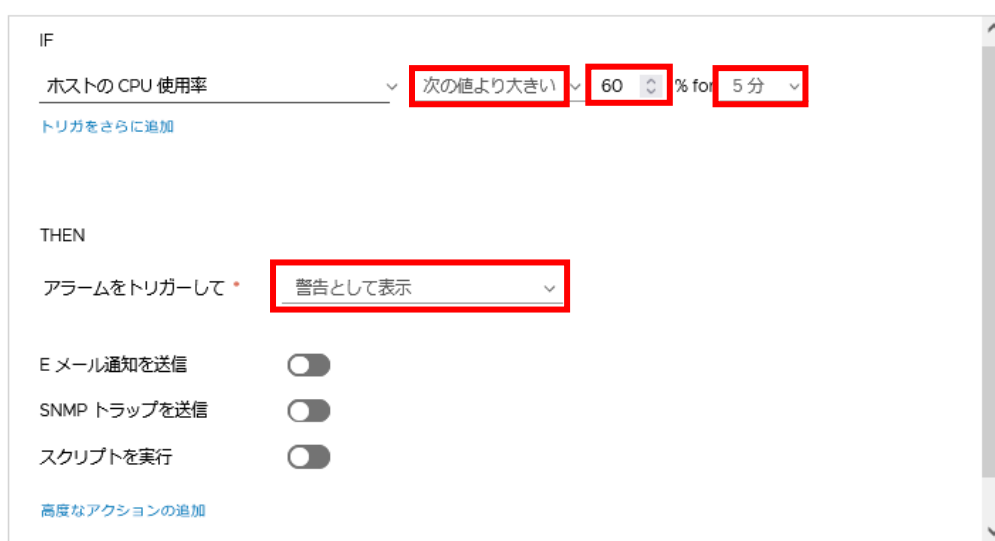 IF
ホストの CPU 使用率 次の値より大きい 60 % for 5 分
トリガをさらに追加
THEN
アラームをトリガーして * 警告として表示
E メール通知を送信
SNMP トラップを送信
スクリプトを実行
高度なアクションの追加